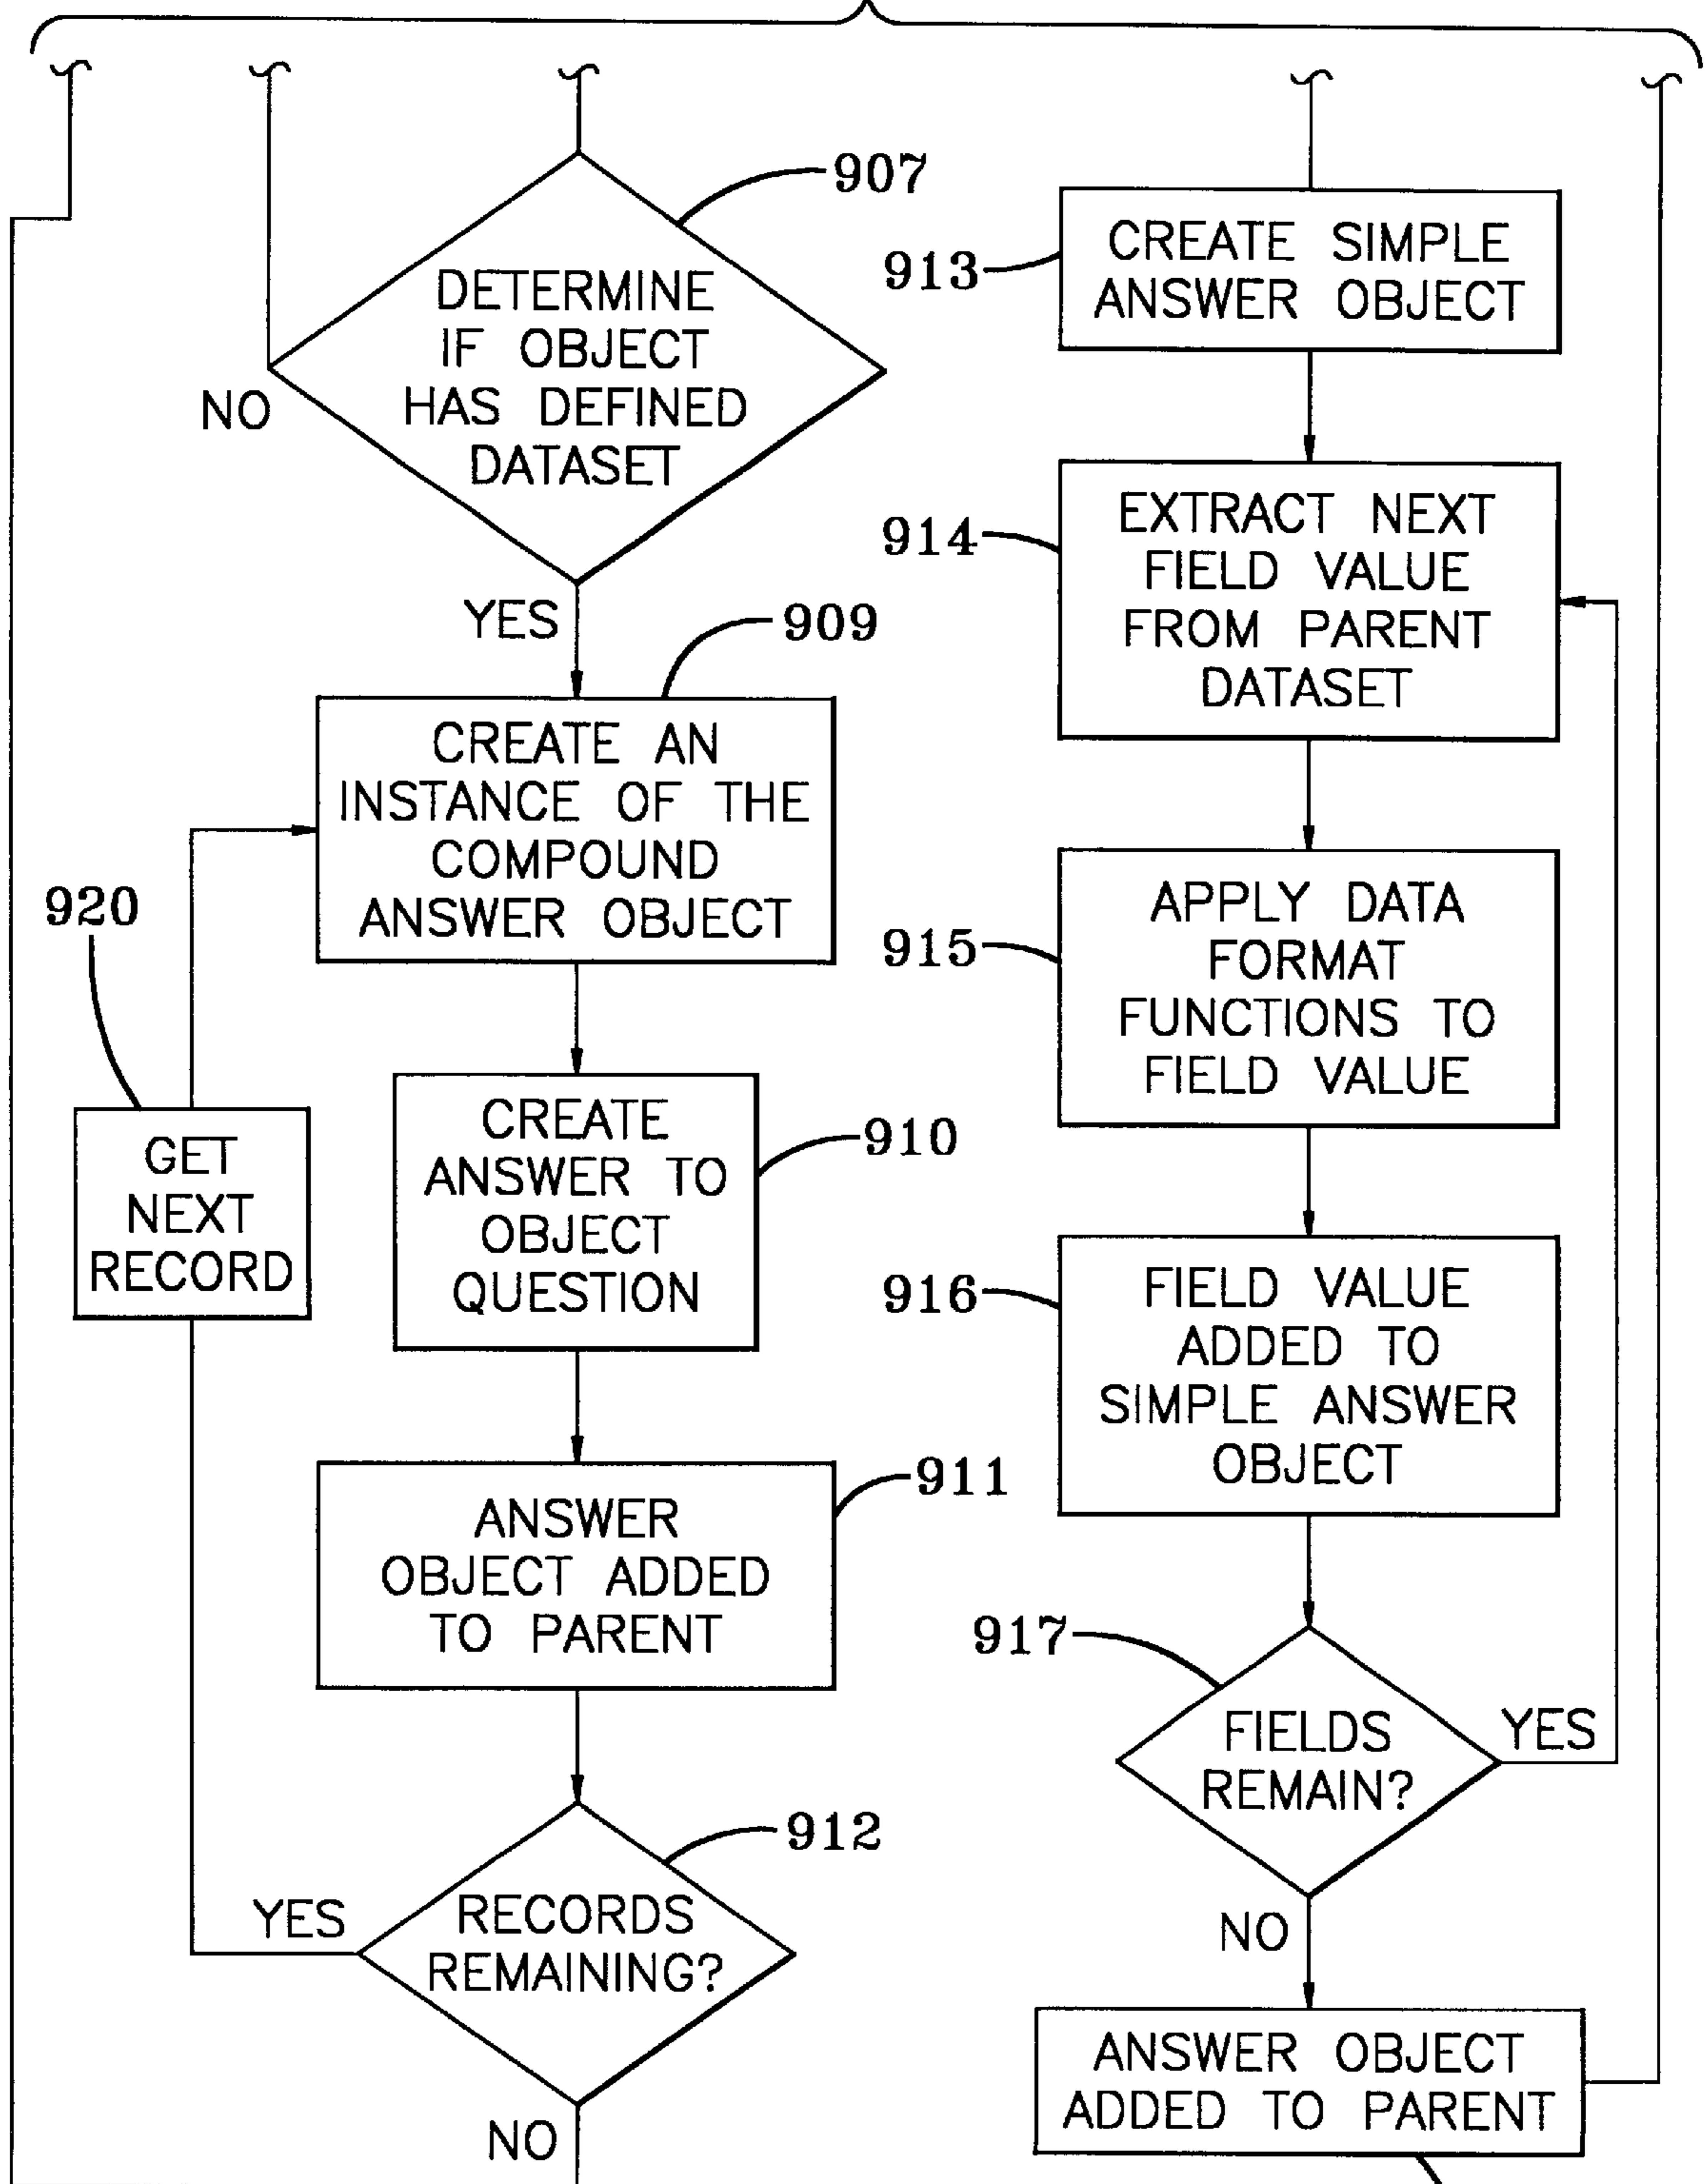 907
DETERMINE
IF OBJECT
HAS DEFINED
DATASET
NO
YES
909
CREATE AN
INSTANCE OF THE
COMPOUND
ANSWER OBJECT
920
GET
NEXT
RECORD
910
CREATE
ANSWER TO
OBJECT
QUESTION
911
ANSWER
OBJECT ADDED
TO PARENT
912
RECORDS
REMAINING?
YES
NO
913
CREATE SIMPLE
ANSWER OBJECT
914
EXTRACT NEXT
FIELD VALUE
FROM PARENT
DATASET
915
APPLY DATA
FORMAT
FUNCTIONS TO
FIELD VALUE
916
FIELD VALUE
ADDED TO
SIMPLE ANSWER
OBJECT
917
FIELDS
REMAIN?
YES
NO
ANSWER OBJECT
ADDED TO PARENT